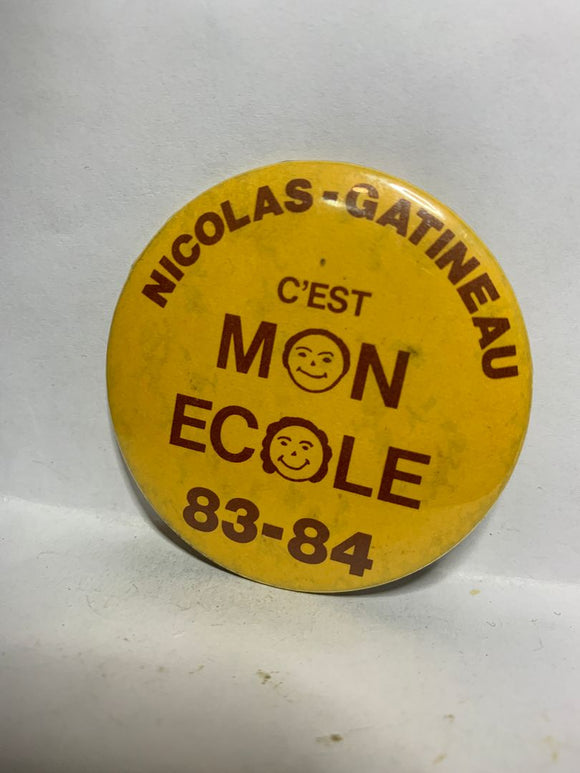 NICOLAS-GATINEAU
C'EST
MON
ECOLE
83-84